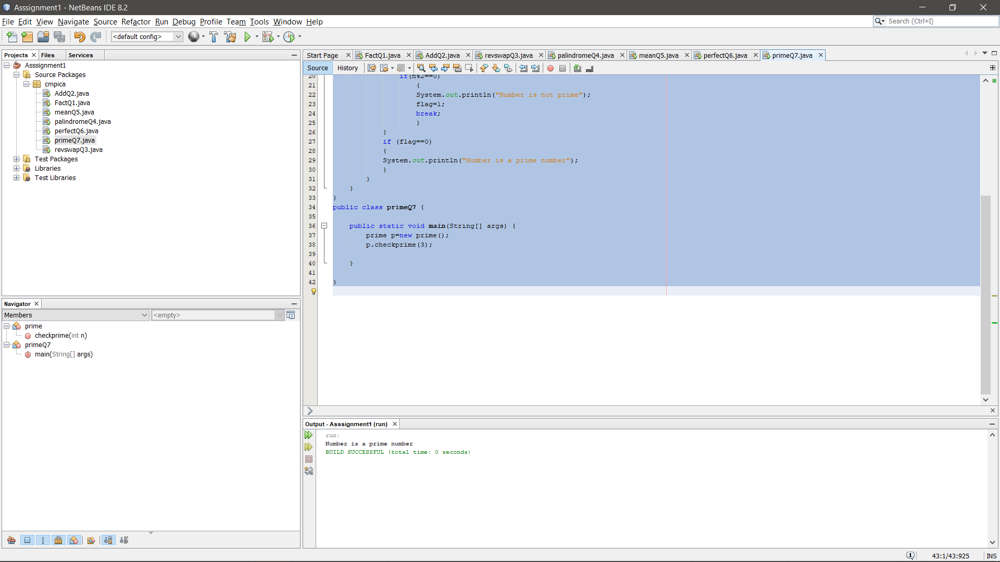 Asssignment1 - NetBeans IDE 8.2
File Edit View Navigate Source Refactor Run Debug Profile Team Tools Window Help
Search (Ctrl+I)
<default config>
Projects Files Services
Asssignment1
Source Packages
cmpica
AddQ2.java
FactQ1.java
meanQ5.java
palindromeQ4.java
perfectQ6.java
primeQ7.java
revswapQ3.java
Test Packages
Libraries
Test Libraries
Navigator
Members
<empty>
prime
checkprime(int n)
primeQ7
main(String[] args)
Start Page FactQ1.java AddQ2.java revswapQ3.java palindromeQ4.java meanQ5.java perfectQ6.java primeQ7.java
Source History
20 if(n%2==0)
21 {
22 System.out.println("Number is not prime");
23 flag=1;
24 break;
25 }
26 }
27 if (flag==0)
28 {
29 System.out.println("Number is a prime number");
30 }
31 }
32 }
33 }
34 public class primeQ7 {
35
36 public static void main(String[] args) {
37 prime p=new prime();
38 p.checkprime(3);
39
40 }
41
42 }
Output - Asssignment1 (run)
run:
Number is a prime number
BUILD SUCCESSFUL (total time: 0 seconds)
1 43:1/43:925 INS